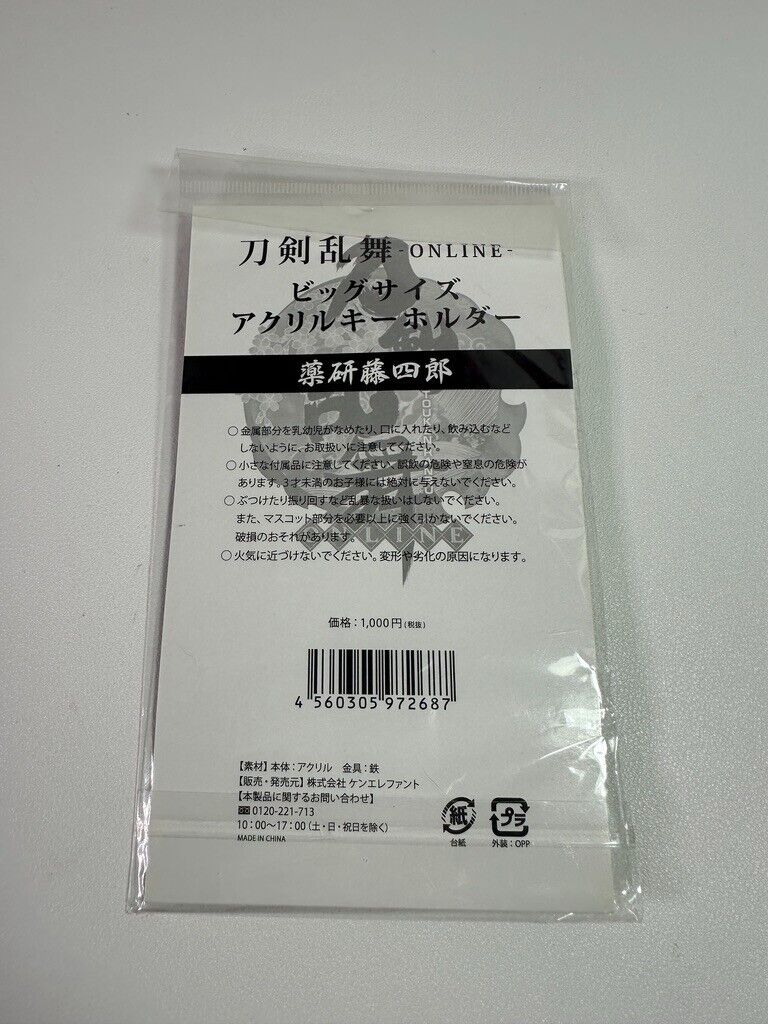 刀剣乱舞-ONLINE-
ビッグサイズ
アクリルキーホルダー
薬研藤四郎
○金属部分を乳幼児がなめたり、口に入れたり、飲み込むなど
しないように、お取扱いに注意してください。
○小さな付属品に注意してください。誤飲の危険や窒息の危険が
あります。3才未満のお子様には絶対に与えないでください。
○ぶつけたり振り回すなど乱暴な扱いはしないでください。
また、マスコット部分を必要以上に強く引かないでください。
破損のおそれがあります。
ONLINE
○火気に近づけないでください。変形や劣化の原因になります。
価格:1,000円(税抜)
4 560305 972687
【素材】本体:アクリル 金具:鉄
【販売・発売元】株式会社 ケンエレファント
【本製品に関するお問い合わせ】
0120-221-713
10:00〜17:00(土・日・祝日を除く)
MADE IN CHINA
紙
台紙
プラ
外装:OPP